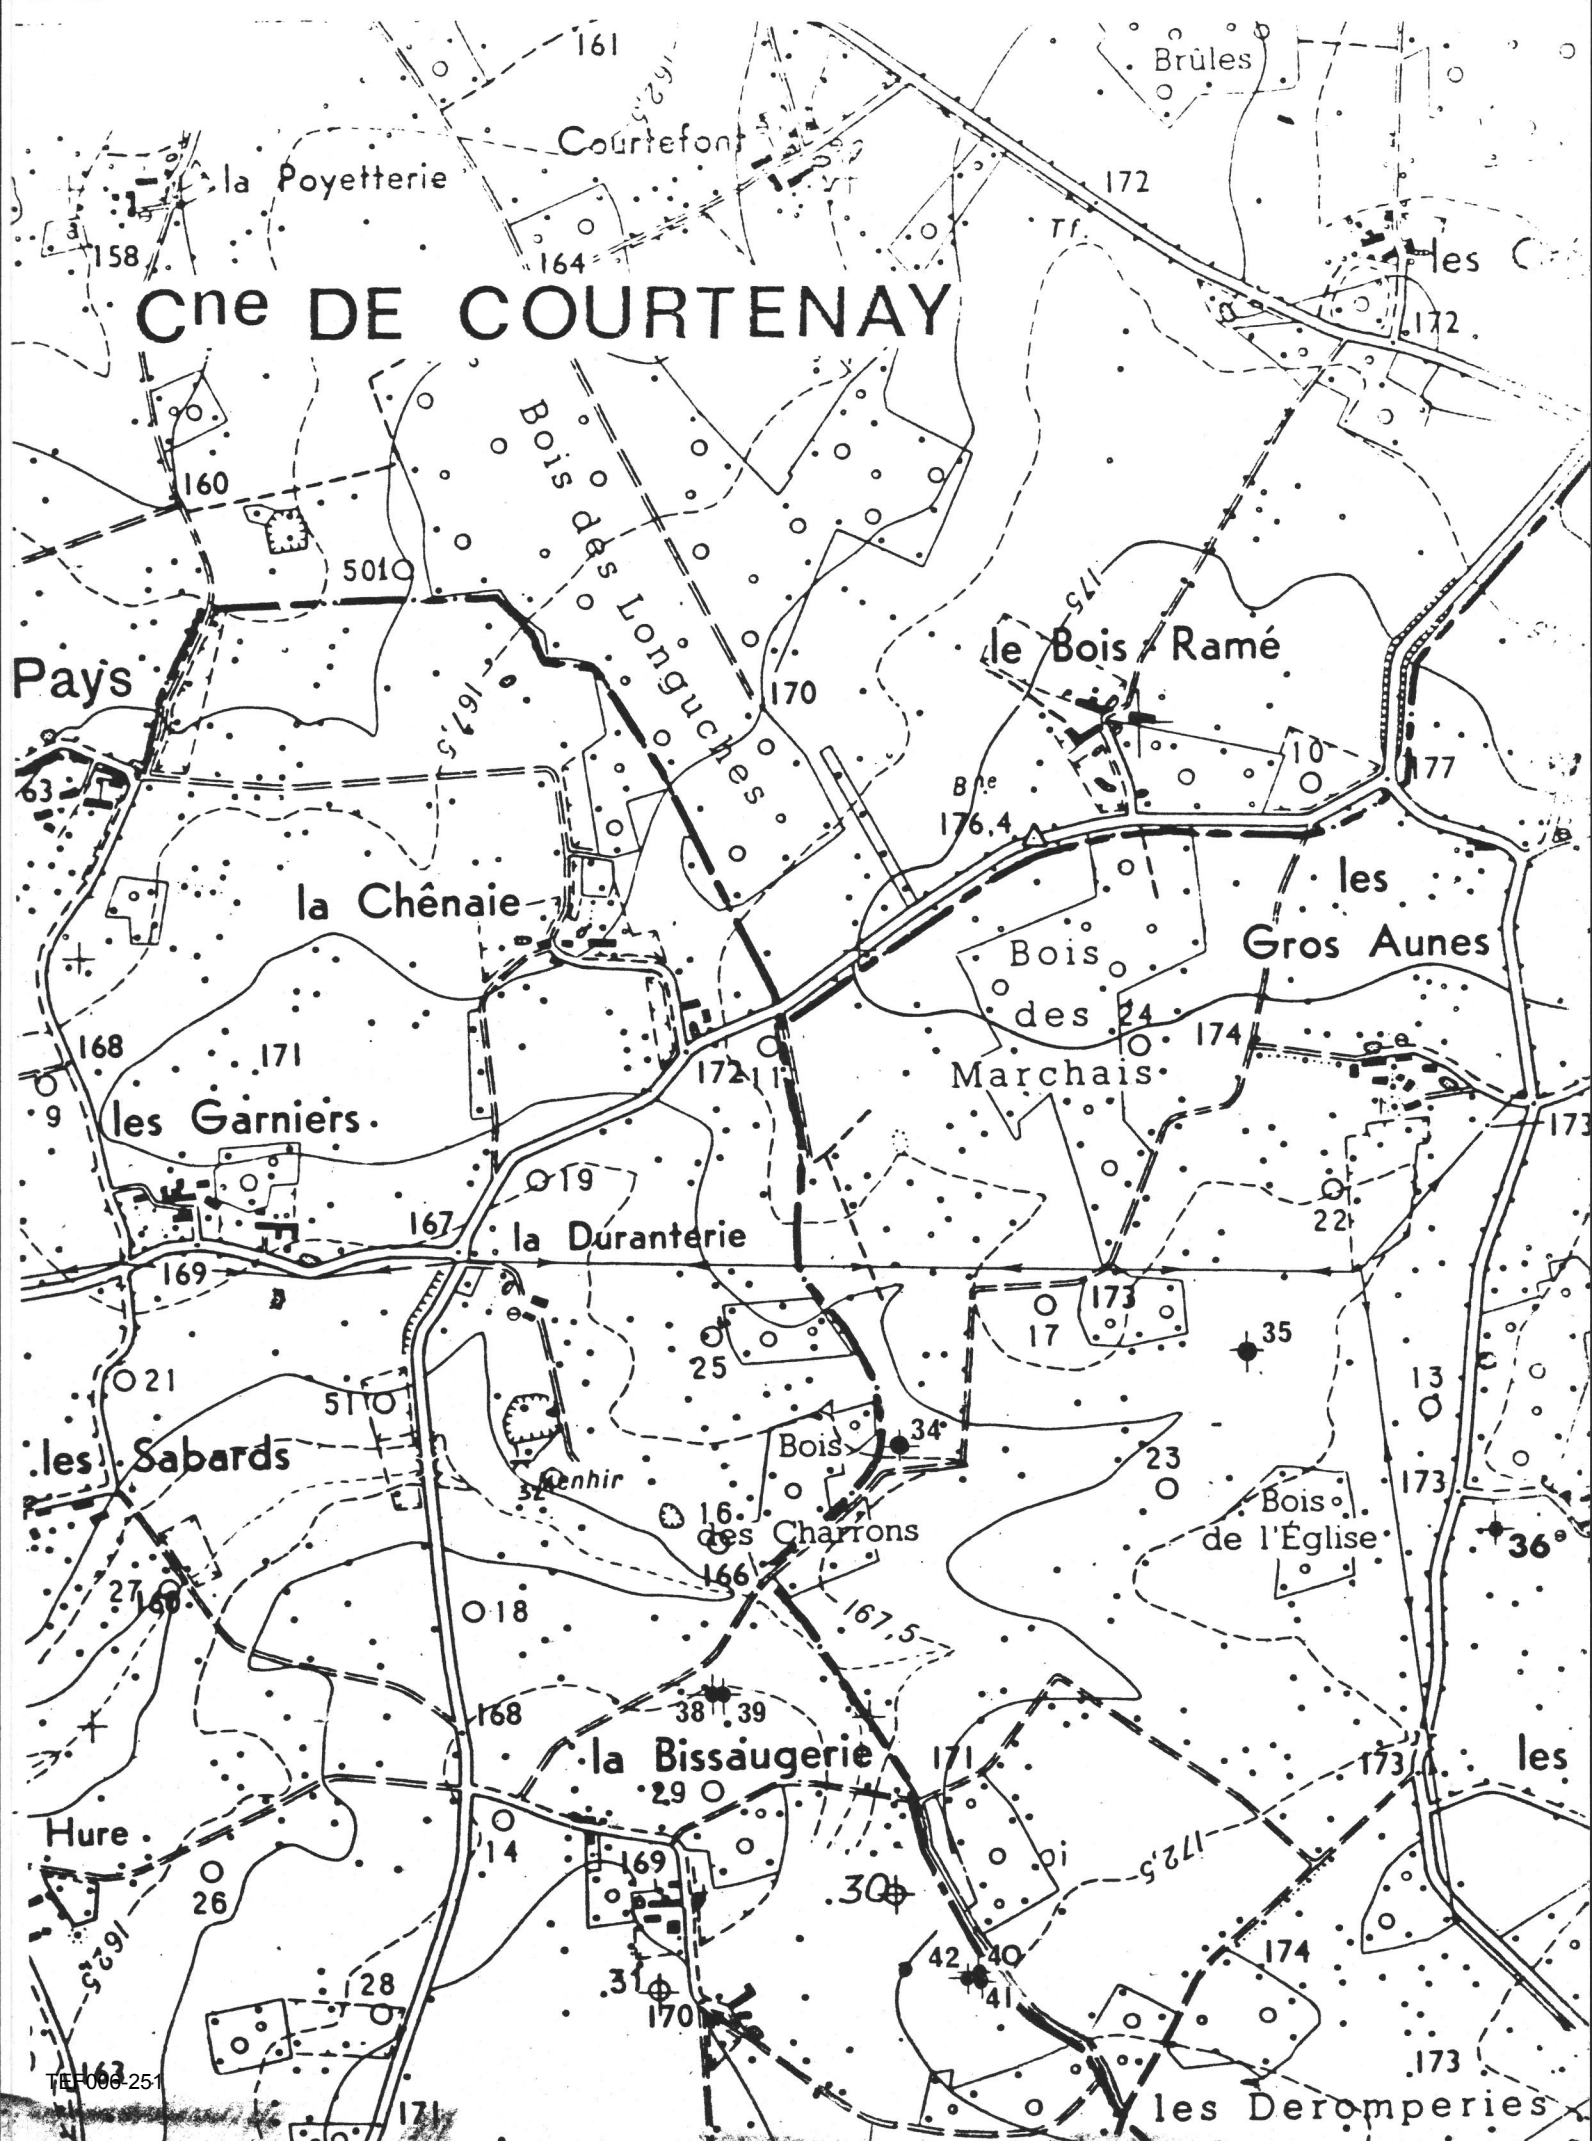 161
Brûles
162,5
Courtefont
la Poyetterie
172
Tf.
158
164
les
Cne DE COURTENAY
172
Bois des Longuches
160
501
175
le Bois Ramé
Pays
167,5
170
10
177
63
Bne
176,4
les
la Chênaie
Gros Aunes
Bois
des
24
174
168
171
172
11
Marchais
9
les Garniers
173
19
22
167
la Duranterie
169
173
17
35
25
21
13
51
34
Bois
les Sabards
23
173
Menhir
32
16
Bois
des Charrons
de l'Église
36
166
27
160
18
167,5
38
39
168
la Bissaugerie
171
173
les
29
Hure
14
169
172,5
26
30
162,5
42
40
174
31
28
41
170
163
173
TEF006-251
171
les Deromperies